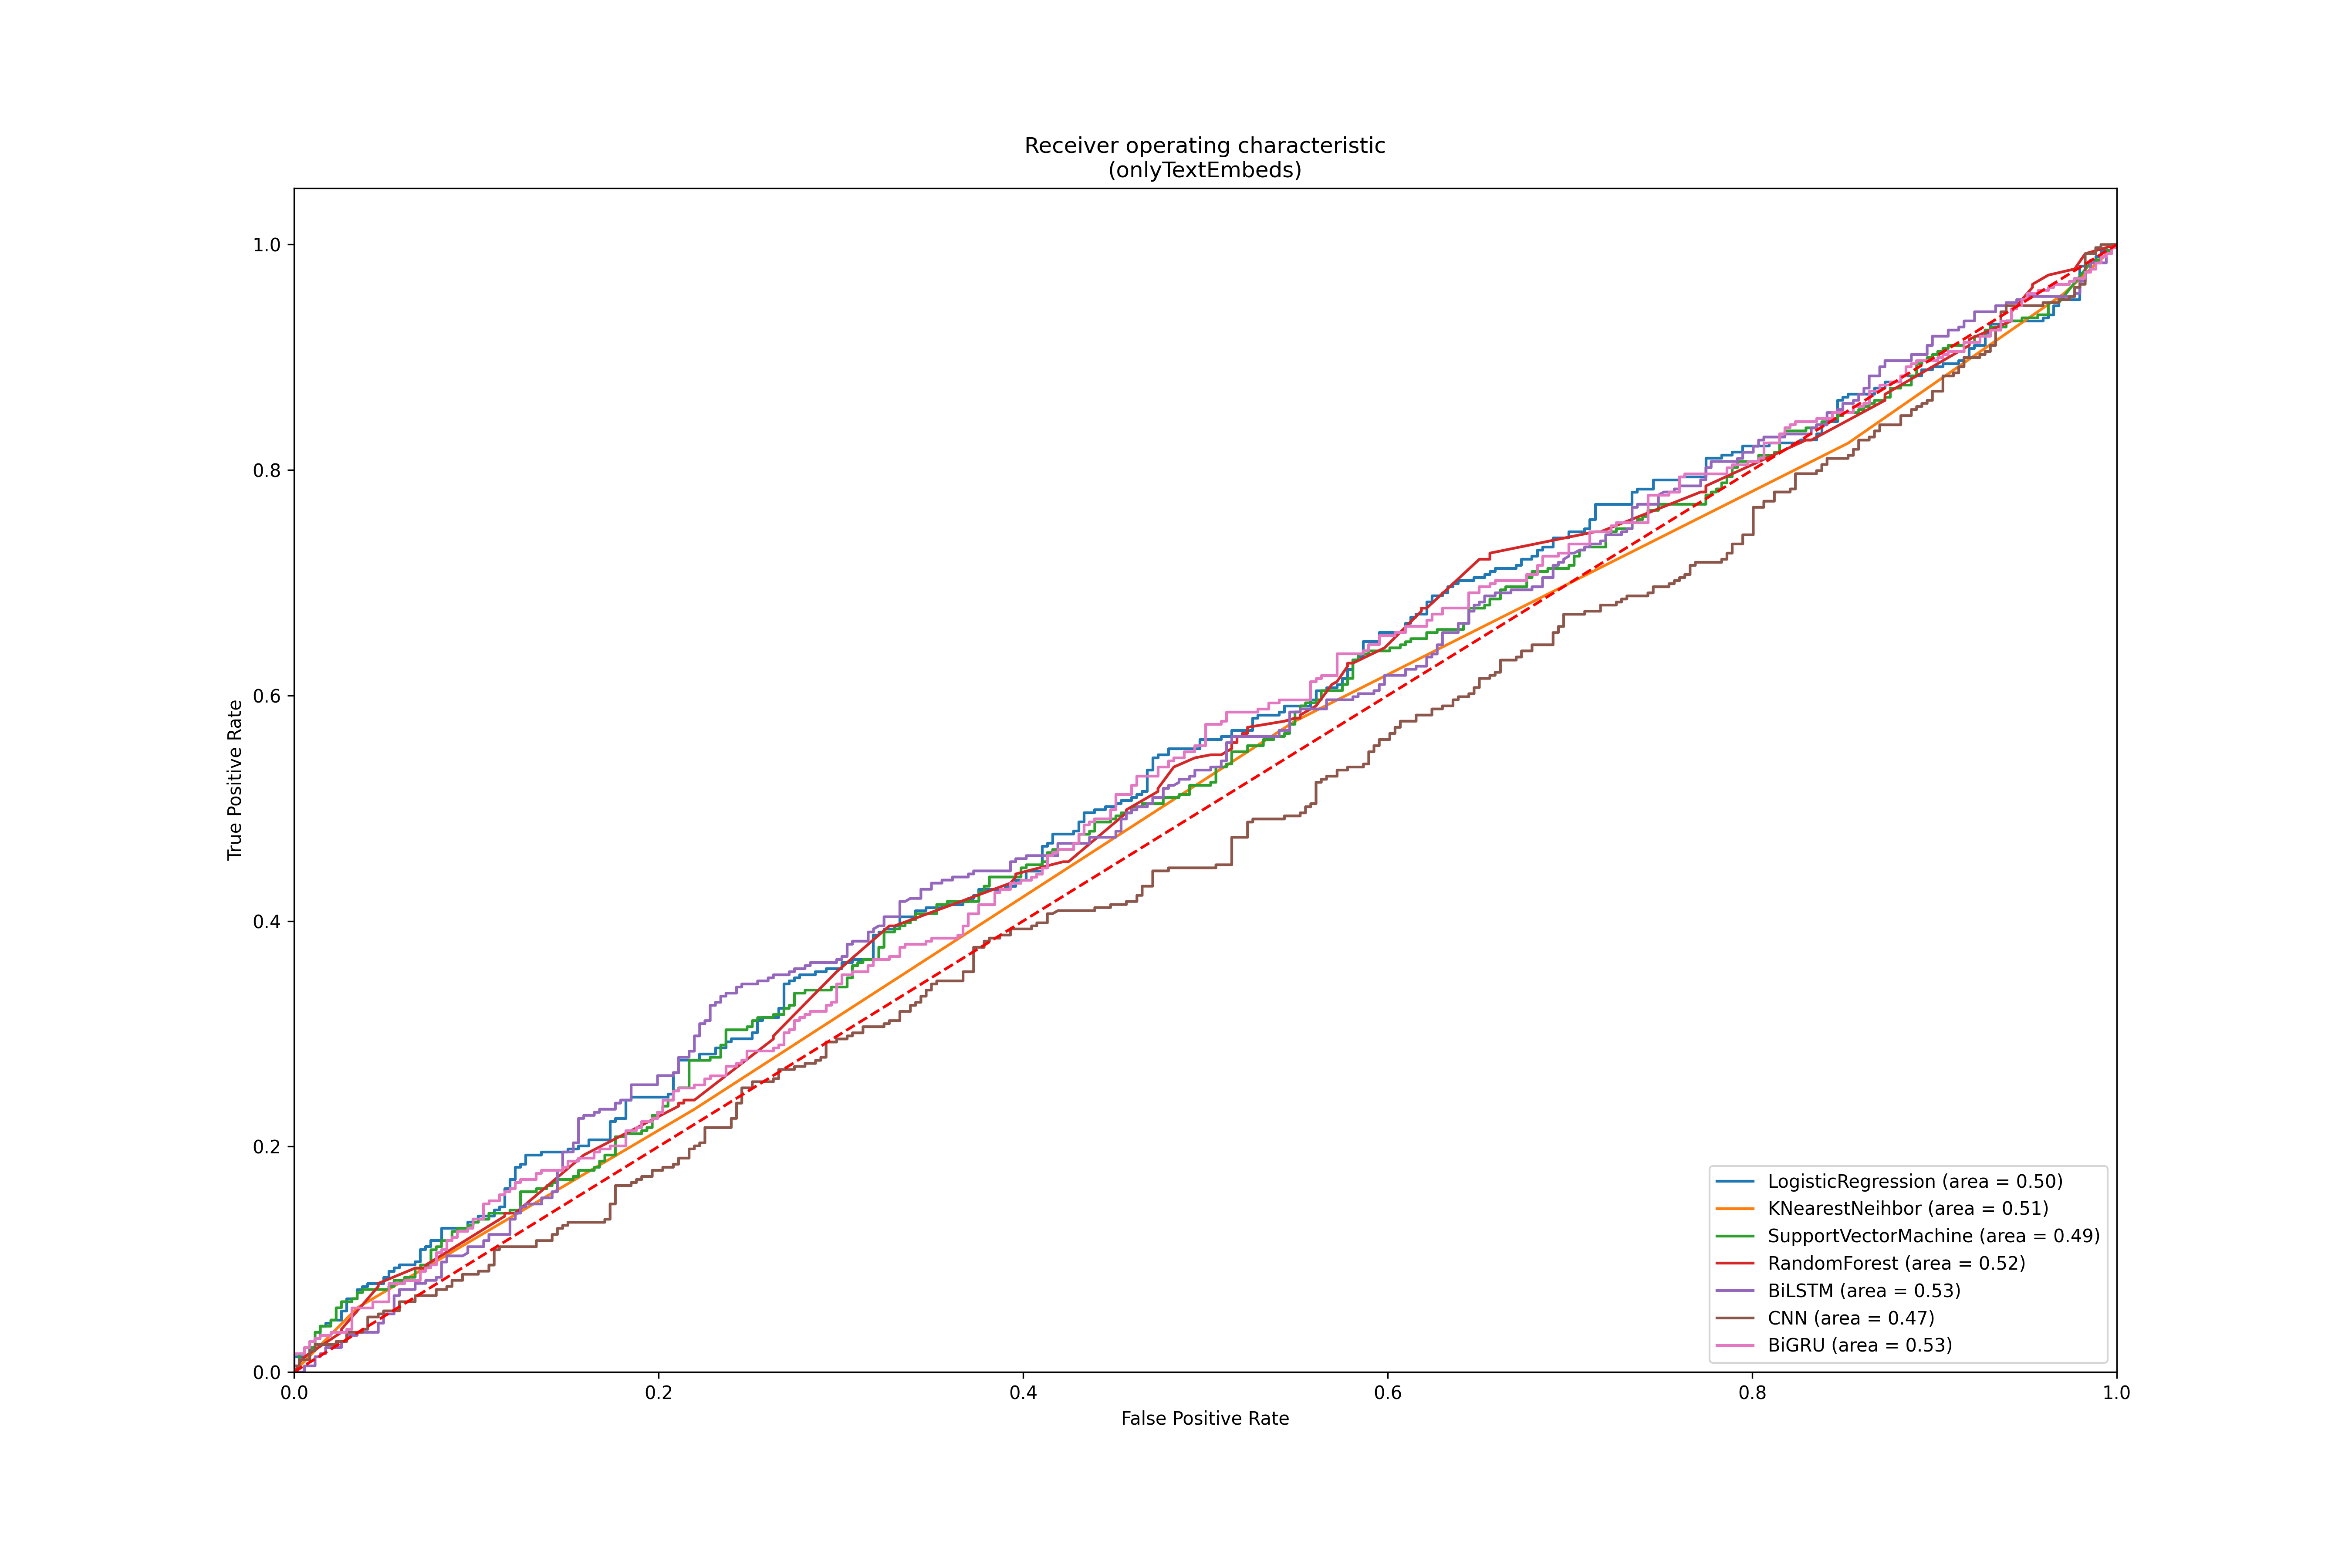 Receiver operating characteristic
(onlyTextEmbeds)
True Positive Rate
1.0
0.8
0.6
0.4
0.2
0.0
0.0 0.2 0.4 0.6 0.8 1.0
False Positive Rate
LogisticRegression (area = 0.50)
KNearestNeihbor (area = 0.51)
SupportVectorMachine (area = 0.49)
RandomForest (area = 0.52)
BiLSTM (area = 0.53)
CNN (area = 0.47)
BiGRU (area = 0.53)